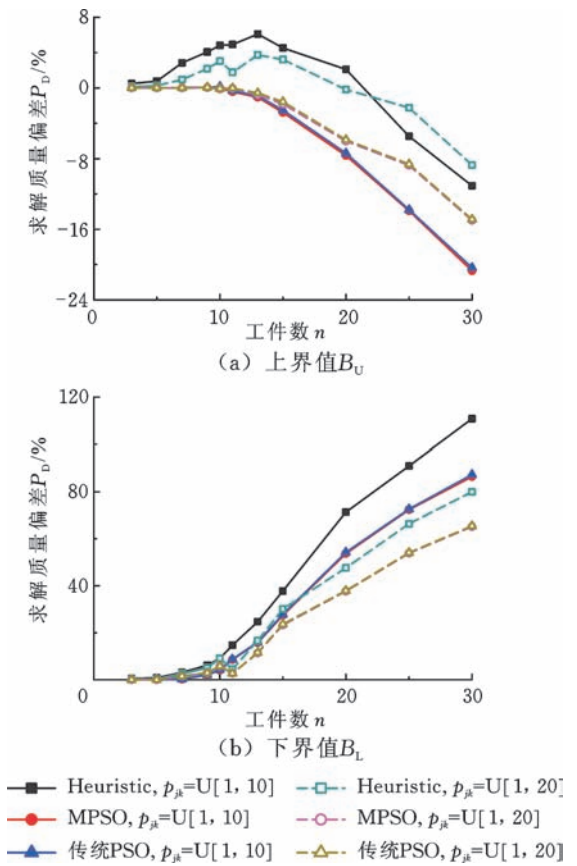 8
0
-8
-16
-24
求解质量偏差P_D/%
0 10 20 30
工件数 n
(a) 上界值B_U
120
80
40
0
求解质量偏差P_D/%
0 10 20 30
工件数 n
(b) 下界值B_L
Heuristic, p_jk=U[1, 10] Heuristic, p_jk=U[1, 20]
MPSO, p_jk=U[1, 10] MPSO, p_jk=U[1, 20]
传统PSO, p_jk=U[1, 10] 传统PSO, p_jk=U[1, 20]